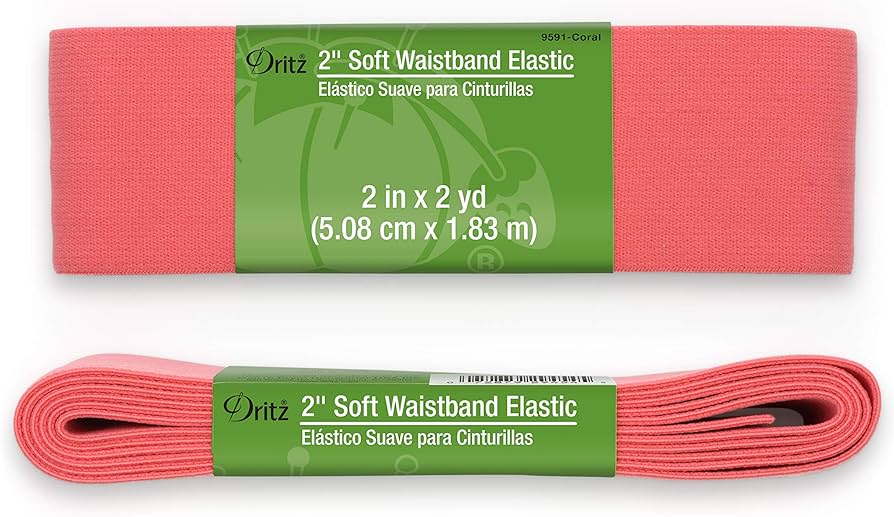 9591-Coral
Dritz® 2" Soft Waistband Elastic
Elástico Suave para Cinturillas
2 in x 2 yd
(5.08 cm x 1.83 m)
®
Dritz® 2" Soft Waistband Elastic
Elástico Suave para Cinturillas